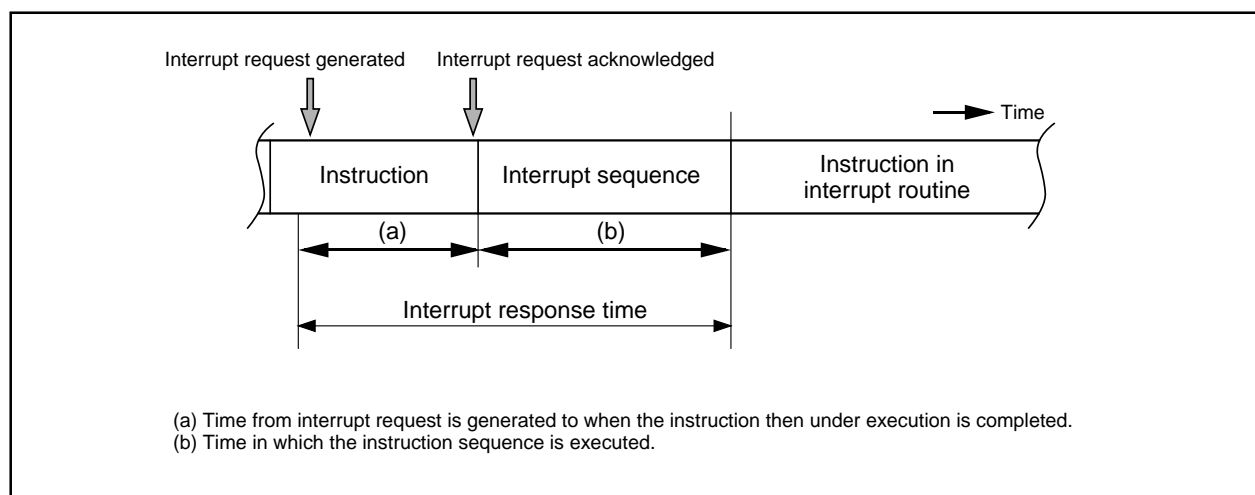 Interrupt request generated
Interrupt request acknowledged
Time
Instruction
Interrupt sequence
Instruction in
interrupt routine
(a)
(b)
Interrupt response time
(a) Time from interrupt request is generated to when the instruction then under execution is completed.
(b) Time in which the instruction sequence is executed.